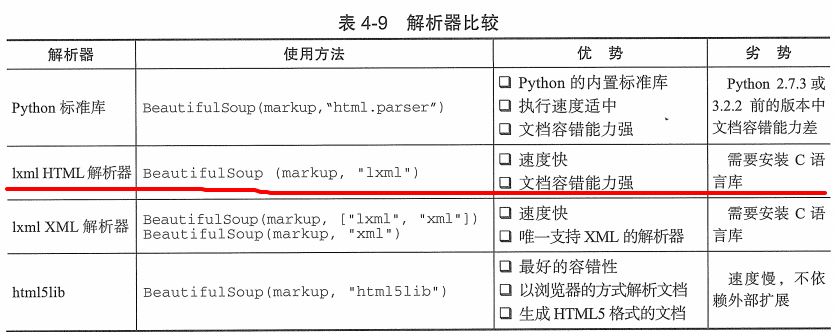 表 4-9 解析器比较
解析器 使用方法 优 势 劣 势
Python 标准库 BeautifulSoup(markup,“html.parser”) ❑ Python 的内置标准库 Python 2.7.3 或
❑ 执行速度适中 3.2.2 前的版本中
❑ 文档容错能力强 文档容错能力差
lxml HTML 解析器 BeautifulSoup (markup, "lxml") ❑ 速度快 需要安装 C 语
❑ 文档容错能力强 言库
lxml XML 解析器 BeautifulSoup(markup, ["lxml", "xml"]) ❑ 速度快 需要安装 C 语
BeautifulSoup(markup, "xml") ❑ 唯一支持 XML 的解析器 言库
html5lib BeautifulSoup(markup, "html5lib") ❑ 最好的容错性 速度慢，不依
❑ 以浏览器的方式解析文档 赖外部扩展
❑ 生成 HTML5 格式的文档